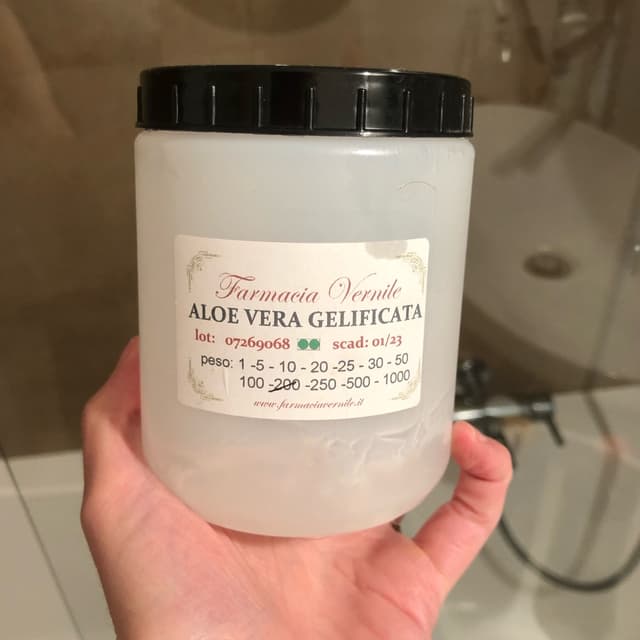 Farmacia Vernile
ALOE VERA GELIFICATA
lot: 07269068 scad: 01/23
peso: 1 -5 - 10 - 20 -25 - 30 - 50
100 -200 -250 -500 - 1000
www.farmaciavernile.it